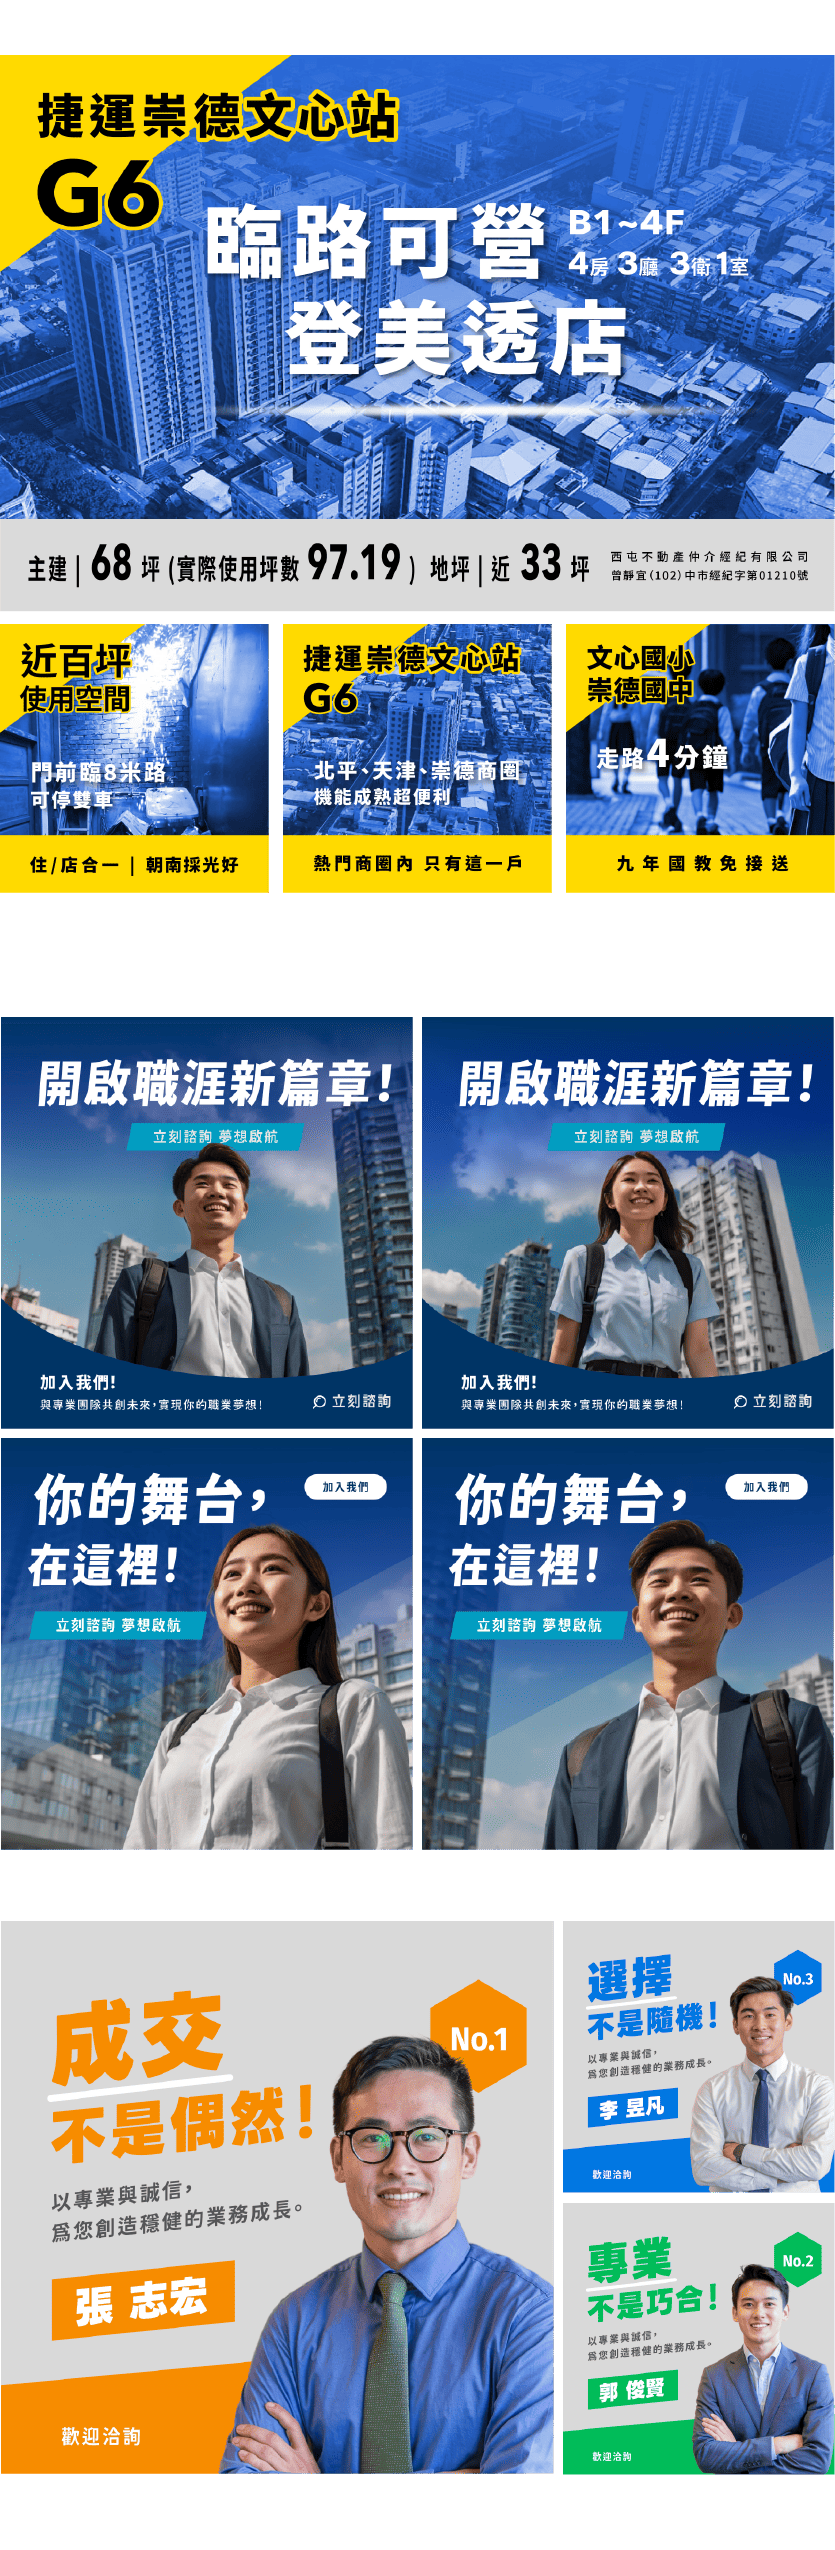 捷運崇德文心站
G6
臨路可營
B1~4F
4房 3廳 3衛 1室
登美透店
主建 | 68 坪 (實際使用坪數 97.19 ) 地坪 | 近 33 坪
西屯不動產仲介經紀有限公司
曾靜宜(102)中市經紀字第01210號
近百坪
使用空間
門前臨8米路
可停雙車
住/店合一 | 朝南採光好
捷運崇德文心站
G6
北平、天津、崇德商圈
機能成熟超便利
熱門商圈內 只有這一戶
文心國小
崇德國中
走路4分鐘
九年國教免接送
開啟職涯新篇章!
立刻諮詢 夢想啟航
加入我們!
與專業團隊共創未來,實現你的職業夢想!
立刻諮詢
開啟職涯新篇章!
立刻諮詢 夢想啟航
加入我們!
與專業團隊共創未來,實現你的職業夢想!
立刻諮詢
你的舞台,
在這裡!
加入我們
立刻諮詢 夢想啟航
你的舞台,
在這裡!
加入我們
立刻諮詢 夢想啟航
成交
不是偶然!
No.1
以專業與誠信,
為您創造穩健的業務成長。
張 志宏
歡迎洽詢
選擇
不是隨機!
No.3
以專業與誠信,
為您創造穩健的業務成長。
李 昱凡
歡迎洽詢
專業
不是巧合!
No.2
以專業與誠信,
為您創造穩健的業務成長。
郭 俊賢
歡迎洽詢